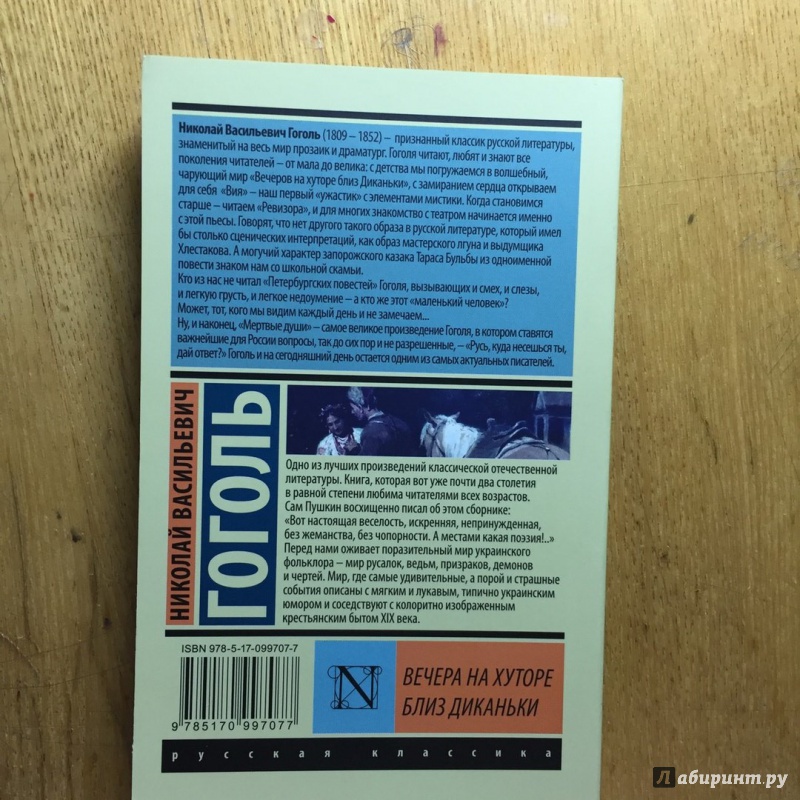 Николай Васильевич Гоголь (1809 – 1852) – признанный классик русской литературы,
знаменитый на весь мир прозаик и драматург. Гоголя читают, любят и знают все
поколения читателей – от мала до велика: с детства мы погружаемся в волшебный,
чарующий мир «Вечеров на хуторе близ Диканьки», с замиранием сердца открываем
для себя «Вия» – наш первый «ужастик» с элементами мистики. Когда становимся
старше – читаем «Ревизора», и для многих знакомство с театром начинается именно
с этой пьесы. Говорят, что нет другого такого образа в русской литературе, который имел
бы столько сценических интерпретаций, как образ мастерского лгуна и выдумщика
Хлестакова. А могучий характер запорожского казака Тараса Бульбы из одноименной
повести знаком нам со школьной скамьи.
Кто из нас не читал «Петербургских повестей» Гоголя, вызывающих и смех, и слезы,
и легкую грусть, и легкое недоумение – а кто же этот «маленький человек»?
Может, тот, кого мы видим каждый день и не замечаем...
Ну, и наконец, «Мертвые души» – самое великое произведение Гоголя, в котором ставятся
важнейшие для России вопросы, так до сих пор и не разрешенные, – «Русь, куда несешься ты,
дай ответ?» Гоголь и на сегодняшний день остается одним из самых актуальных писателей.
НИКОЛАЙ ВАСИЛЬЕВИЧ
ГОГОЛЬ
Одно из лучших произведений классической отечественной
литературы. Книга, которая вот уже почти два столетия
в равной степени любима читателями всех возрастов.
Сам Пушкин восхищенно писал об этом сборнике:
«Вот настоящая веселость, искренняя, непринужденная,
без жеманства, без чопорности. А местами какая поэзия!..»
Перед нами оживает поразительный мир украинского
фольклора – мир русалок, ведьм, призраков, демонов
и чертей. Мир, где самые удивительные, а порой и страшные
события описаны с мягким и лукавым, типично украинским
юмором и соседствуют с колоритно изображенным
крестьянским бытом XIX века.
ISBN 978-5-17-099707-7
9 785170 997077
N
ВЕЧЕРА НА ХУТОРЕ
БЛИЗ ДИКАНЬКИ
русская классика
Лабиринт.ру